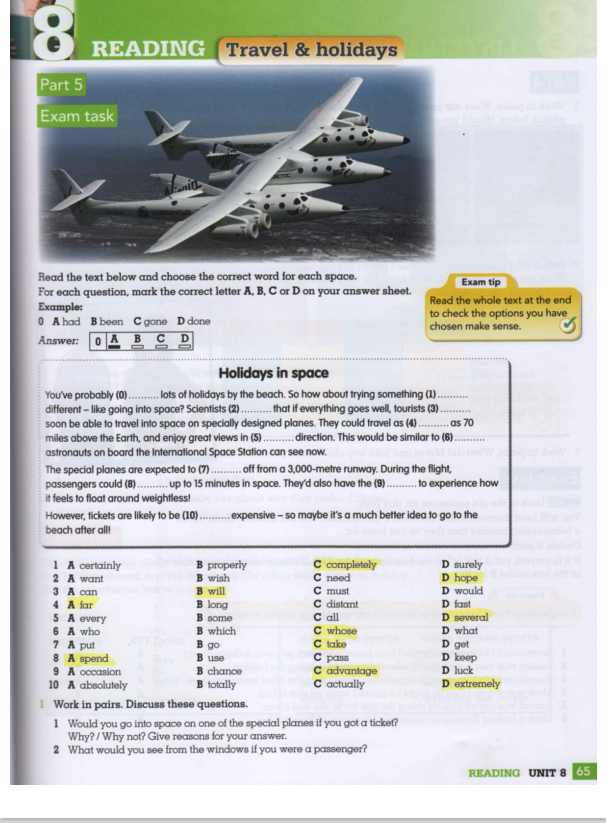 8 READING Travel & holidays
Part 5
Exam task
Read the text below and choose the correct word for each space.
For each question, mark the correct letter A, B, C or D on your answer sheet.
Example:
0 A had B been C gone D done
Answer: 0 A B C D
Exam tip
Read the whole text at the end
to check the options you have
chosen make sense.
Holidays in space
You've probably (0).......... lots of holidays by the beach. So how about trying something (1)..........
different – like going into space? Scientists (2).......... that if everything goes well, tourists (3)..........
soon be able to travel into space on specially designed planes. They could travel as (4).......... as 70
miles above the Earth, and enjoy great views in (5).......... direction. This would be similar to (6)..........
astronauts on board the International Space Station can see now.
The special planes are expected to (7).......... off from a 3,000-metre runway. During the flight,
passengers could (8).......... up to 15 minutes in space. They'd also have the (9).......... to experience how
it feels to float around weightless!
However, tickets are likely to be (10).......... expensive – so maybe it's a much better idea to go to the
beach after all!
1 A certainly B properly C completely D surely
2 A want B wish C need D hope
3 A can B will C must D would
4 A far B long C distant D fast
5 A every B some C all D several
6 A who B which C whose D what
7 A put B go C take D get
8 A spend B use C pass D keep
9 A occasion B chance C advantage D luck
10 A absolutely B totally C actually D extremely
1 Work in pairs. Discuss these questions.
1 Would you go into space on one of the special planes if you got a ticket?
Why? / Why not? Give reasons for your answer.
2 What would you see from the windows if you were a passenger?
READING UNIT 8 65